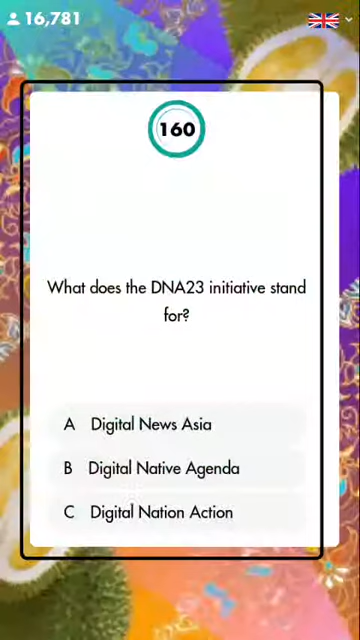 16,781
160
What does the DNA23 initiative stand
for?
A Digital News Asia
B Digital Native Agenda
C Digital Nation Action